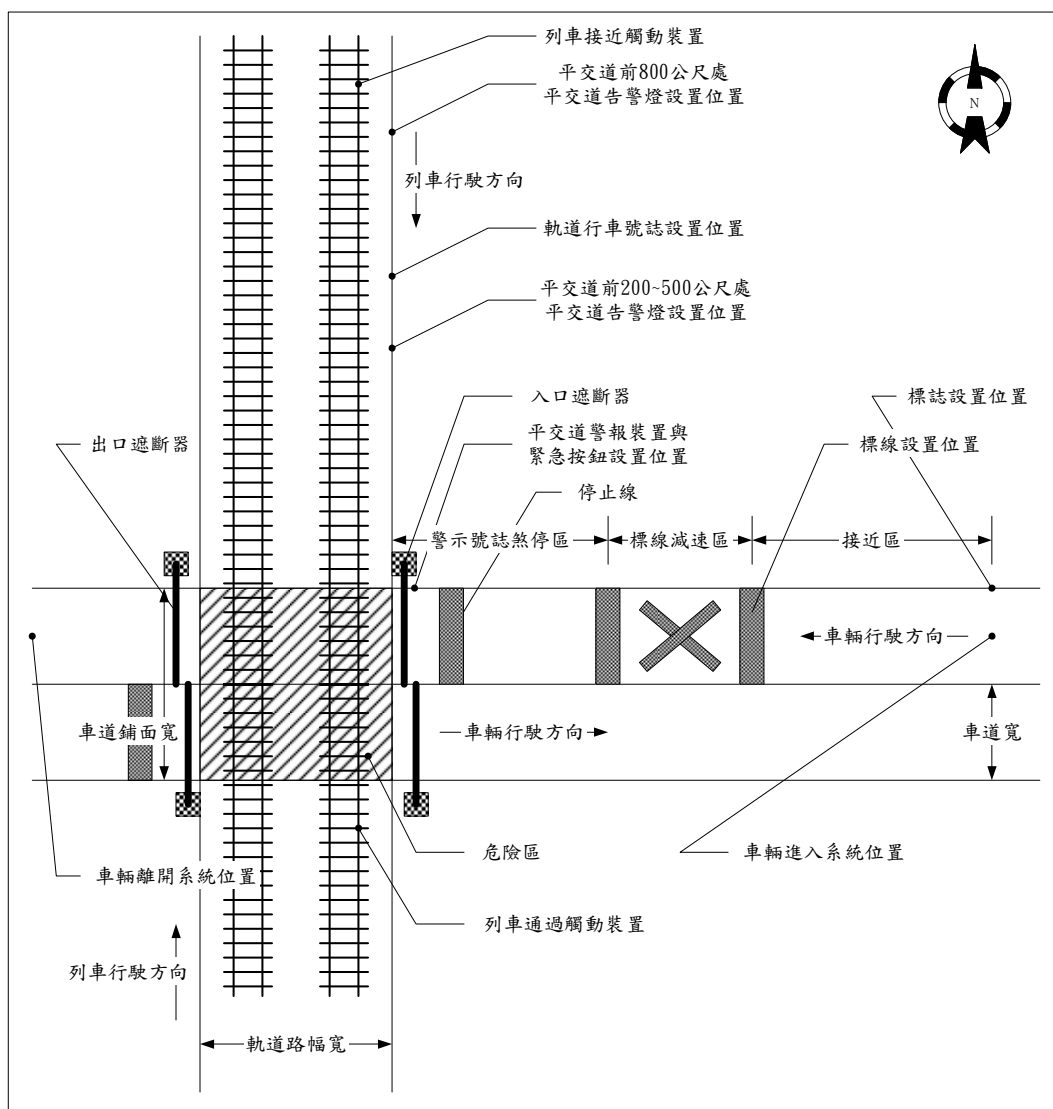 列車接近觸動裝置
平交道前800公尺處
平交道告警燈設置位置
N
列車行駛方向
軌道行車號誌設置位置
平交道前200~500公尺處
平交道告警燈設置位置
入口遮斷器
標誌設置位置
出口遮斷器
平交道警報裝置與
緊急按鈕設置位置
標線設置位置
停止線
警示號誌煞停區
標線減速區
接近區
車輛行駛方向
車道鋪面寬
車輛行駛方向
車道寬
危險區
車輛進入系統位置
車輛離開系統位置
列車通過觸動裝置
列車行駛方向
軌道路幅寬